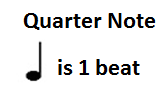 Quarter Note
is 1 beat